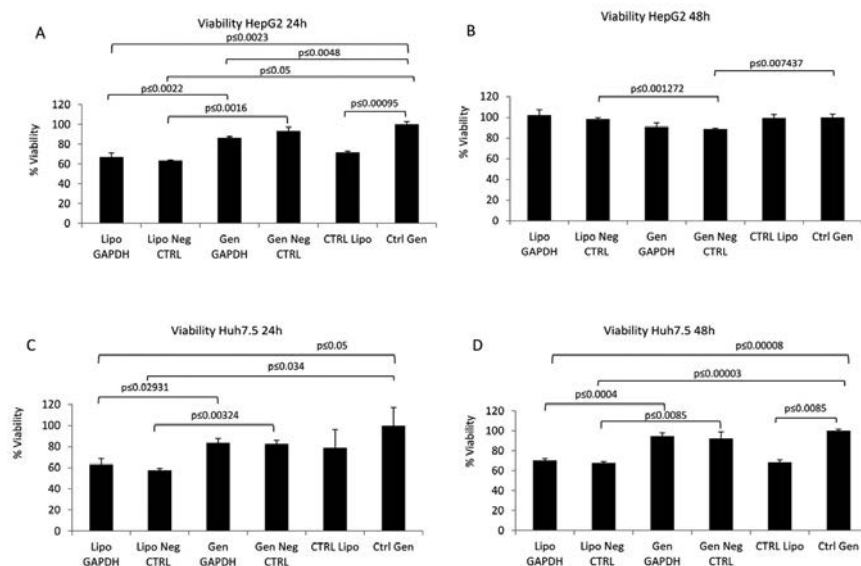 A
Viability HepG2 24h
p≤0.0023
p≤0.0048
p≤0.05
p≤0.0022
p≤0.0016
p≤0.00095
% Viability
120
100
80
60
40
20
0
Lipo GAPDH
Lipo Neg CTRL
Gen GAPDH
Gen Neg CTRL
CTRL Lipo
Ctrl Gen
B
Viability HepG2 48h
p≤0.007437
p≤0.001272
% Viability
120
100
80
60
40
20
0
Lipo GAPDH
Lipo Neg CTRL
Gen GAPDH
Gen Neg CTRL
CTRL Lipo
Ctrl Gen
C
Viability Huh7.5 24h
p≤0.05
p≤0.034
p≤0.02931
p≤0.00324
% Viability
120
100
80
60
40
20
0
Lipo GAPDH
Lipo Neg CTRL
Gen GAPDH
Gen Neg CTRL
CTRL Lipo
Ctrl Gen
D
Viability Huh7.5 48h
p≤0.00008
p≤0.00003
p≤0.0004
p≤0.0085
p≤0.0085
% Viability
120
100
80
60
40
20
0
Lipo GAPDH
Lipo Neg CTRL
Gen GAPDH
Gen Neg CTRL
CTRL Lipo
Ctrl Gen